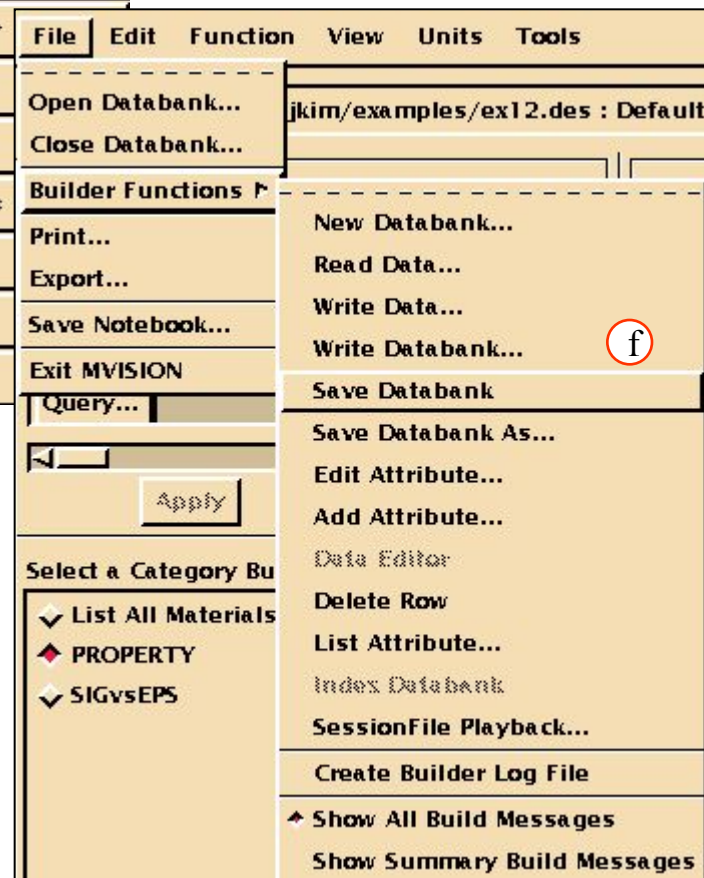 File Edit Function View Units Tools
Open Databank...
Close Databank...
Builder Functions
Print...
Export...
Save Notebook...
Exit MVISION
jkim/examples/ex12.des : Default
New Databank...
Read Data...
Write Data...
Write Databank...
f
Save Databank
Save Databank As...
Edit Attribute...
Add Attribute...
Data Editor
Delete Row
List Attribute...
Index Databank
SessionFile Playback...
Create Builder Log File
Show All Build Messages
Show Summary Build Messages
Query...
Apply
Select a Category Bu
List All Materials
PROPERTY
SIGvsEPS